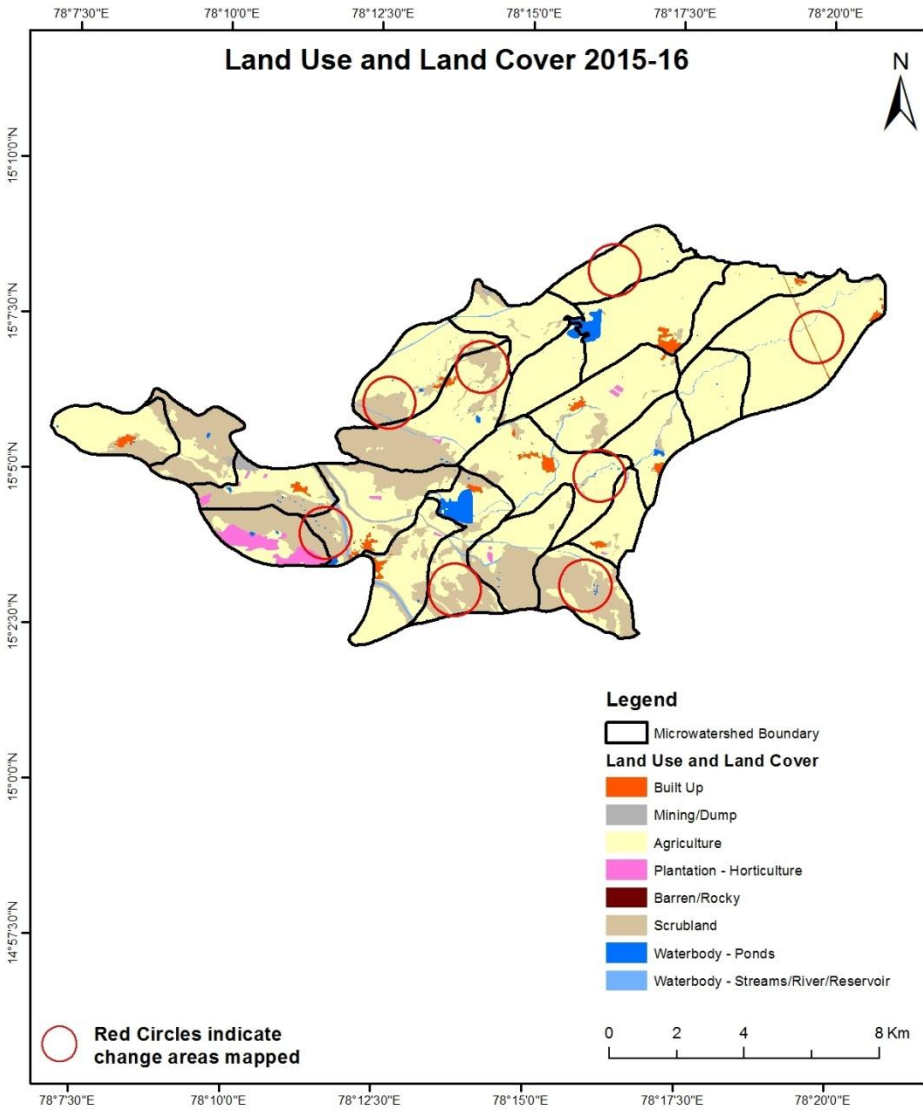 78°7'30"E 78°10'0"E 78°12'30"E 78°15'0"E 78°17'30"E 78°20'0"E
Land Use and Land Cover 2015-16
N
15°10'0"N
15°7'30"N
15°5'0"N
15°2'30"N
15°0'0"N
14°57'30"N
Legend
Microwatershed Boundary
Land Use and Land Cover
Built Up
Mining/Dump
Agriculture
Plantation - Horticulture
Barren/Rocky
Scrubland
Waterbody - Ponds
Waterbody - Streams/River/Reservoir
Red Circles indicate
change areas mapped
0 2 4 8 Km
78°7'30"E 78°10'0"E 78°12'30"E 78°15'0"E 78°17'30"E 78°20'0"E